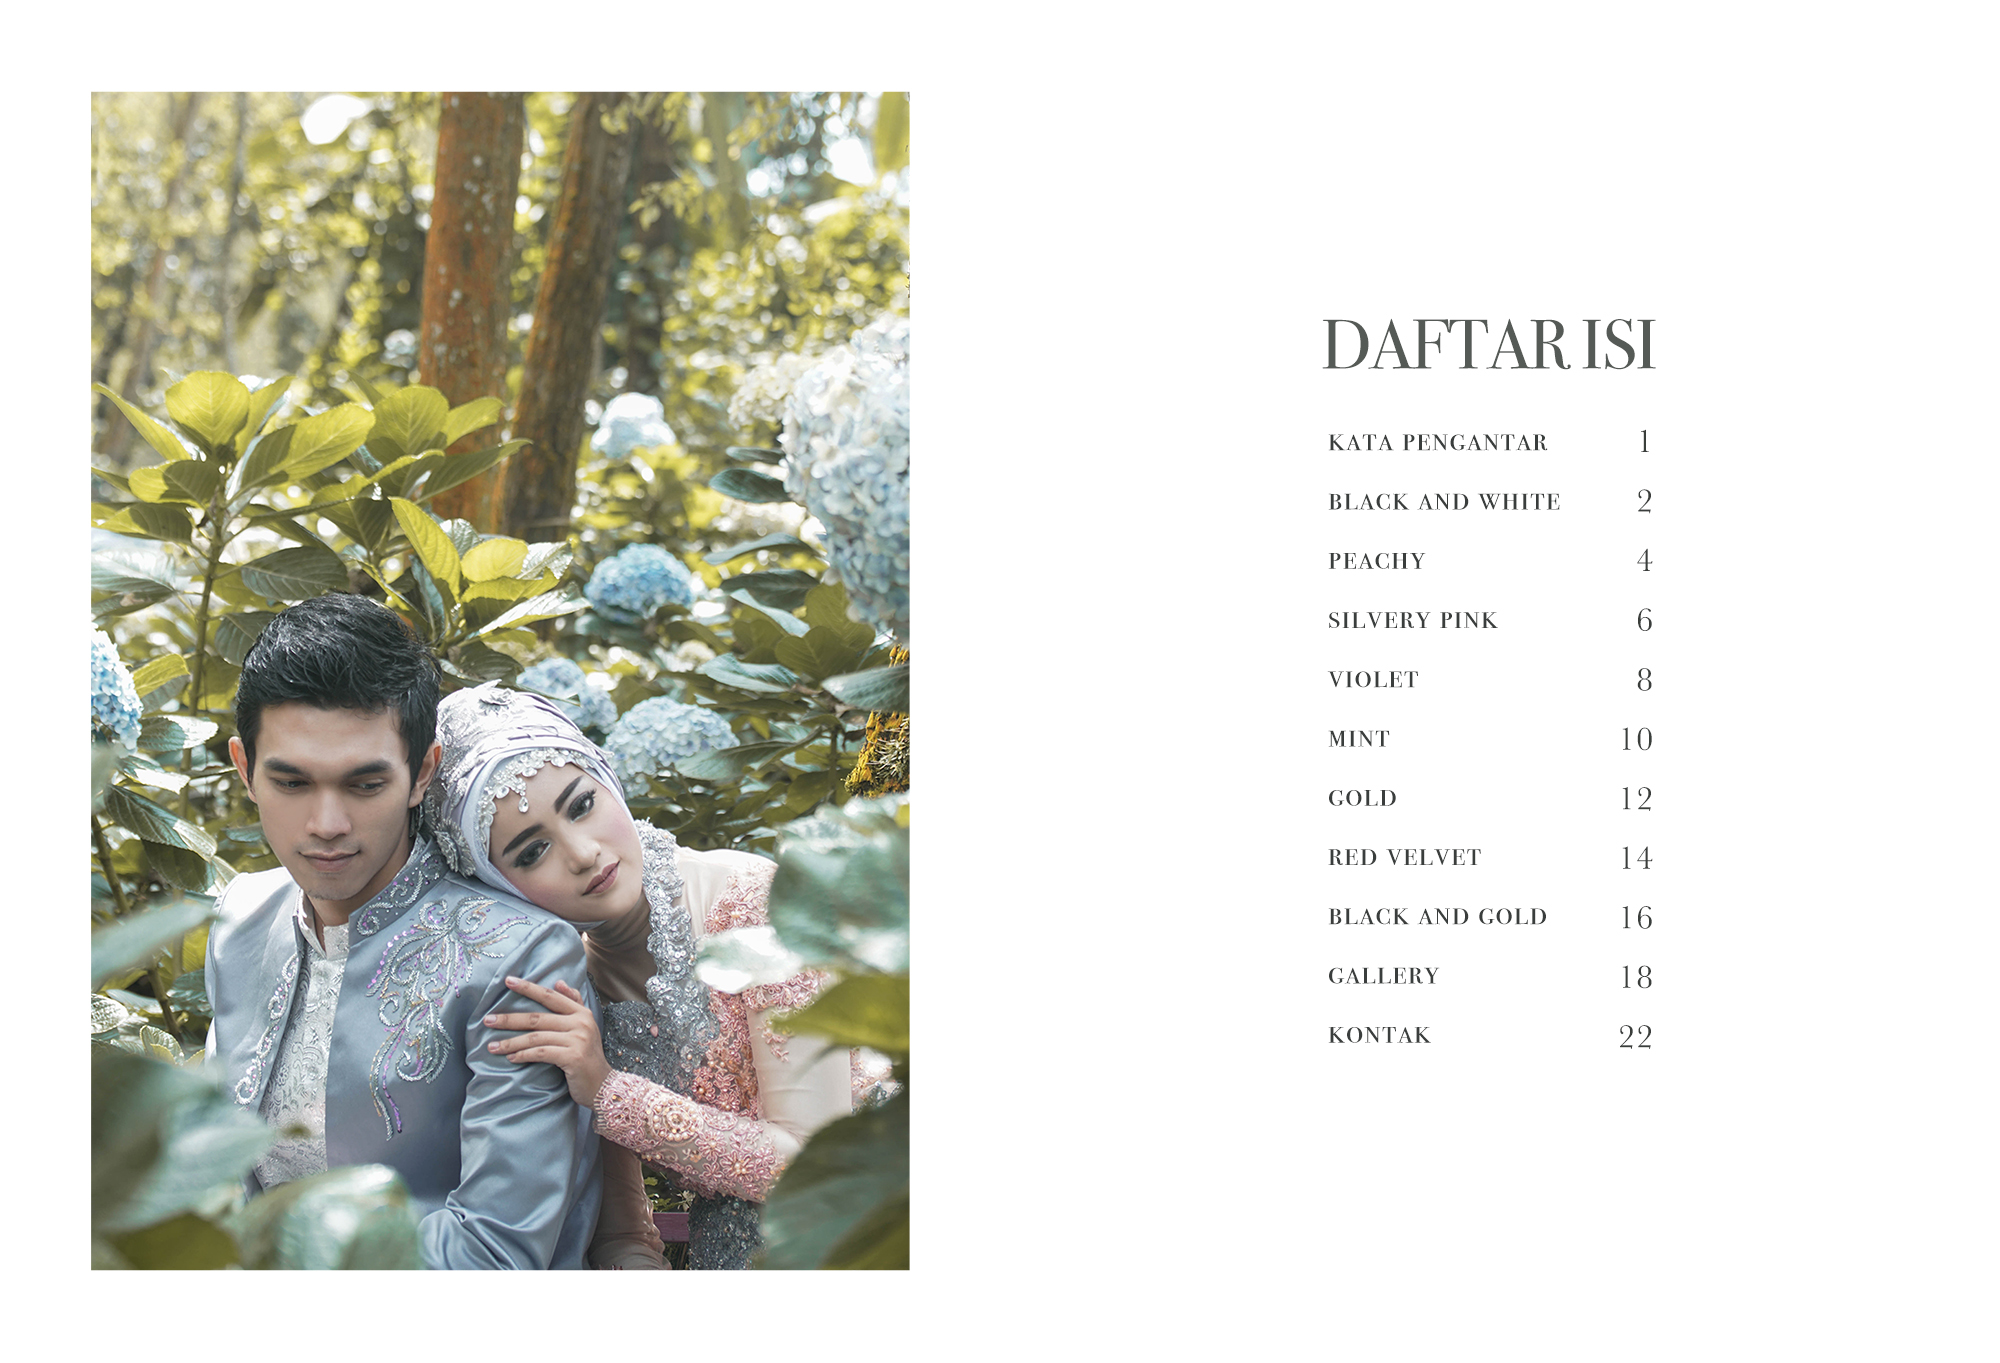 DAFTAR ISI
KATA PENGANTAR 1
BLACK AND WHITE 2
PEACHY 4
SILVERY PINK 6
VIOLET 8
MINT 10
GOLD 12
RED VELVET 14
BLACK AND GOLD 16
GALLERY 18
KONTAK 22